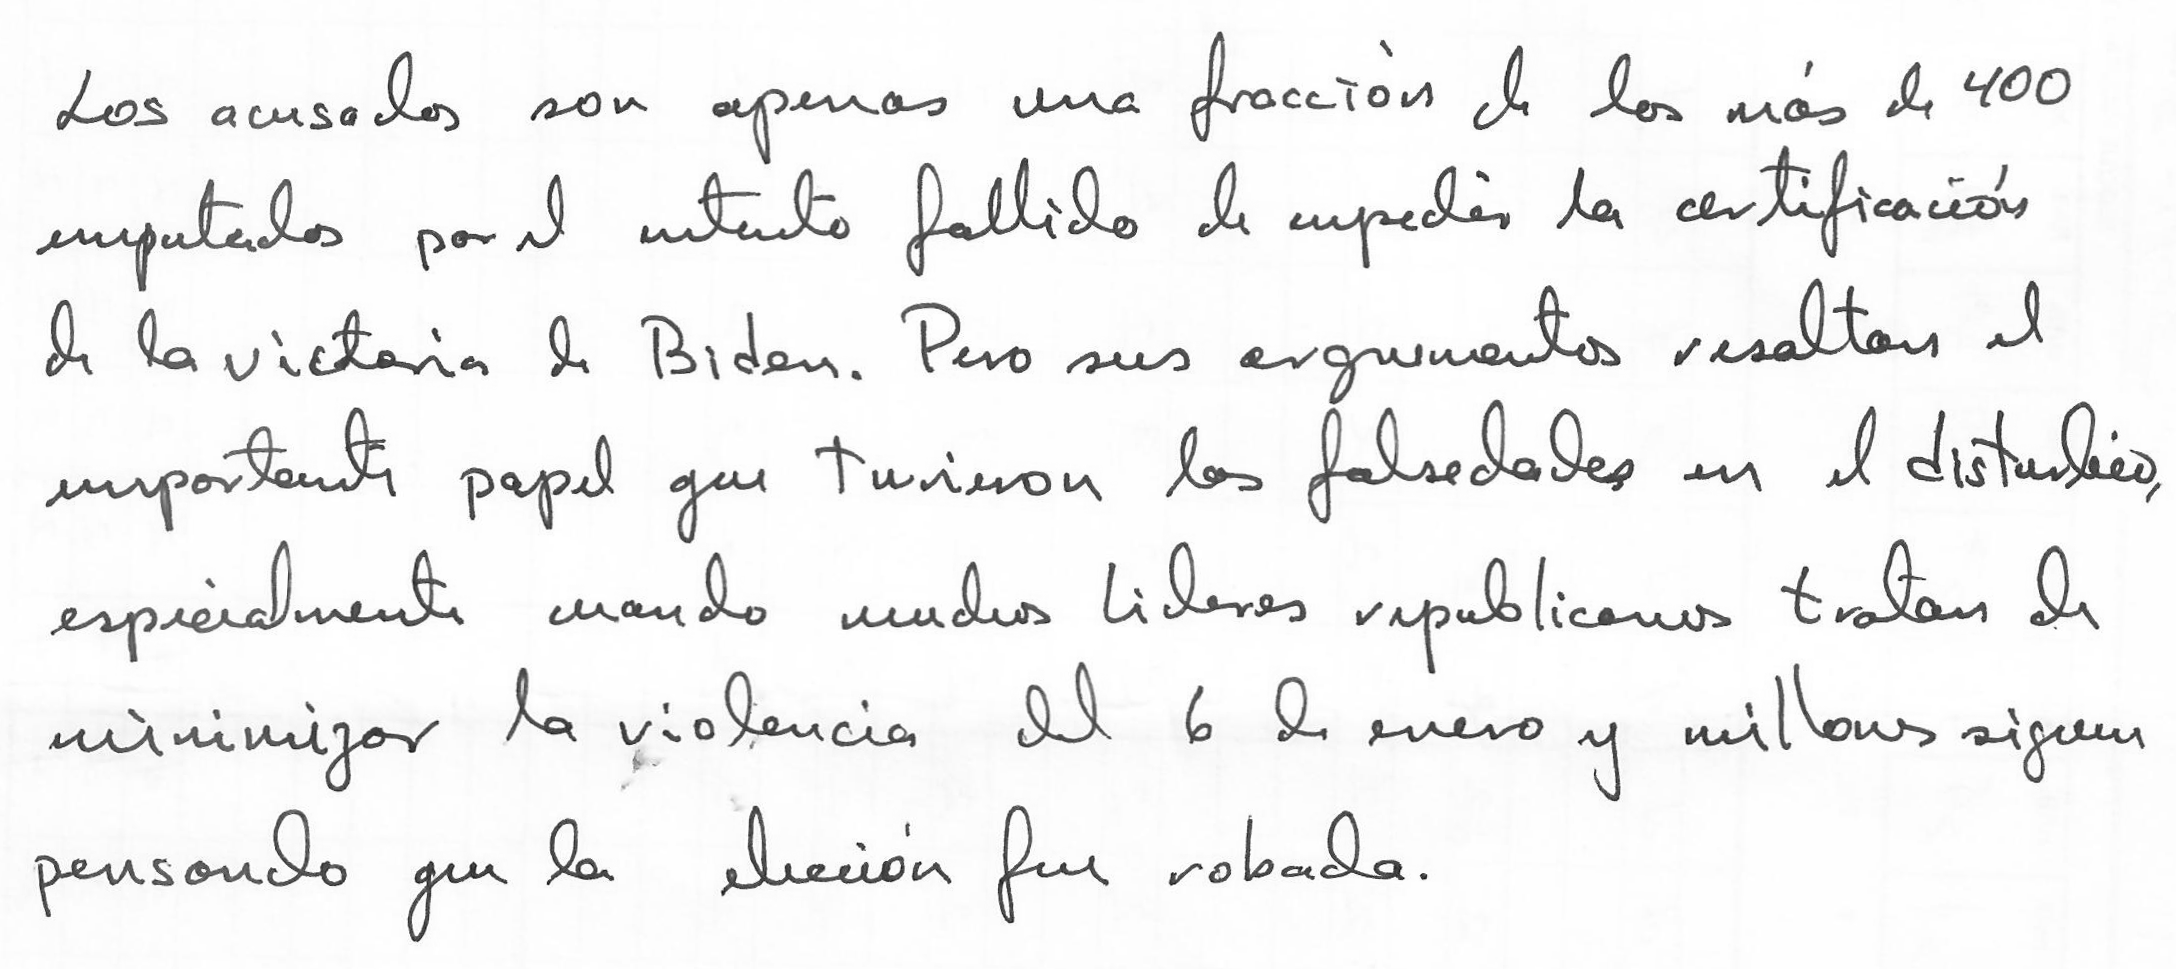 Los acusados son apenas una fracción de los más de 400
imputados por el intento fallido de impedir la certificación
de la victoria de Biden. Pero sus argumentos resaltan el
importante papel que tuvieron las falsedades en el disturbio,
especialmente cuando muchos líderes republicanos tratan de
minimizar la violencia del 6 de enero y millones siguen
pensando que la elección fue robada.